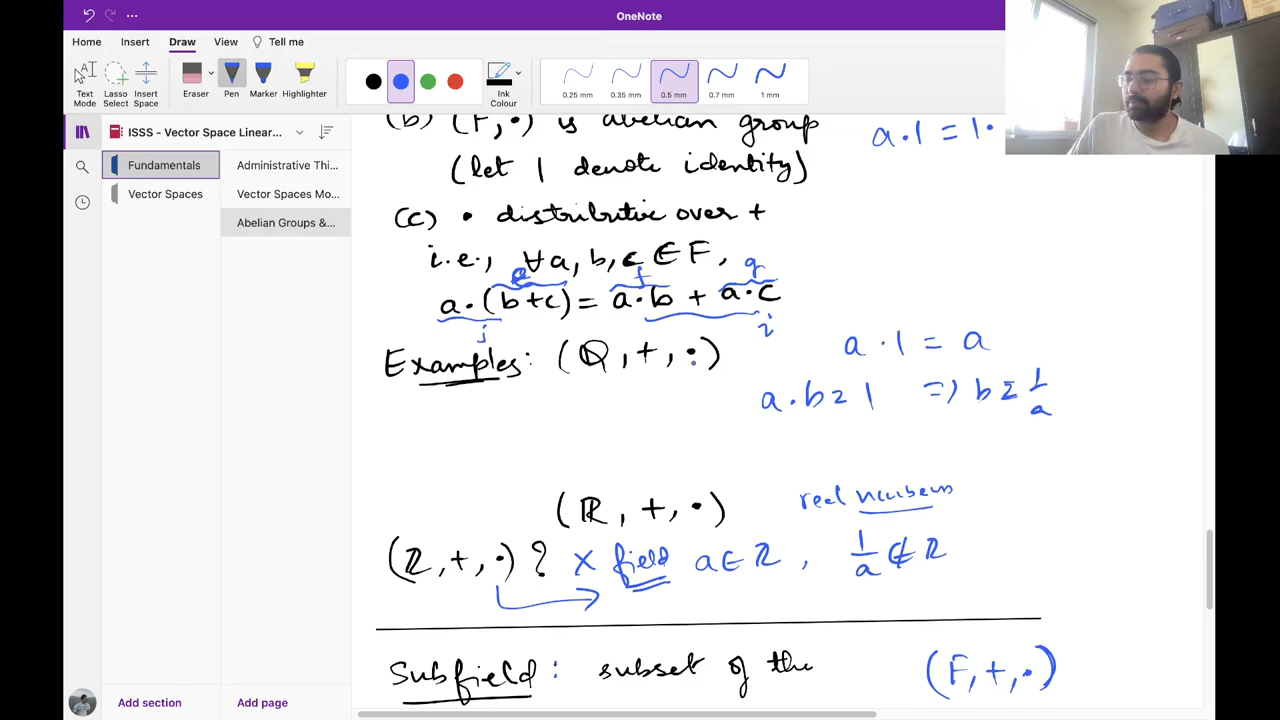 OneNote
Home Insert Draw View Tell me
Text Mode
Lasso Select
Insert Space
Eraser
Pen
Marker
Highlighter
Ink Colour
0.25 mm
0.35 mm
0.5 mm
0.7 mm
1 mm
ISSS - Vector Space Linear...
Fundamentals
Vector Spaces
Administrative Thi...
Vector Spaces Mo...
Abelian Groups &...
(b) (F, •) is abelian group
a · 1 = 1 ·
(let 1 denote identity)
(c) • distributive over +
i.e., ∀a, b, c ∈ F,
e f g
a · (b + c) = a · b + a · c
j i
Examples: (ℚ, +, •)
a · 1 = a
a · b = 1 => b = 1/a
(ℝ, +, •) real numbers
(ℤ, +, •) ? × field a ∈ ℤ, 1/a ∉ ℤ
Subfield: subset of the (F, +, •)
Add section
Add page